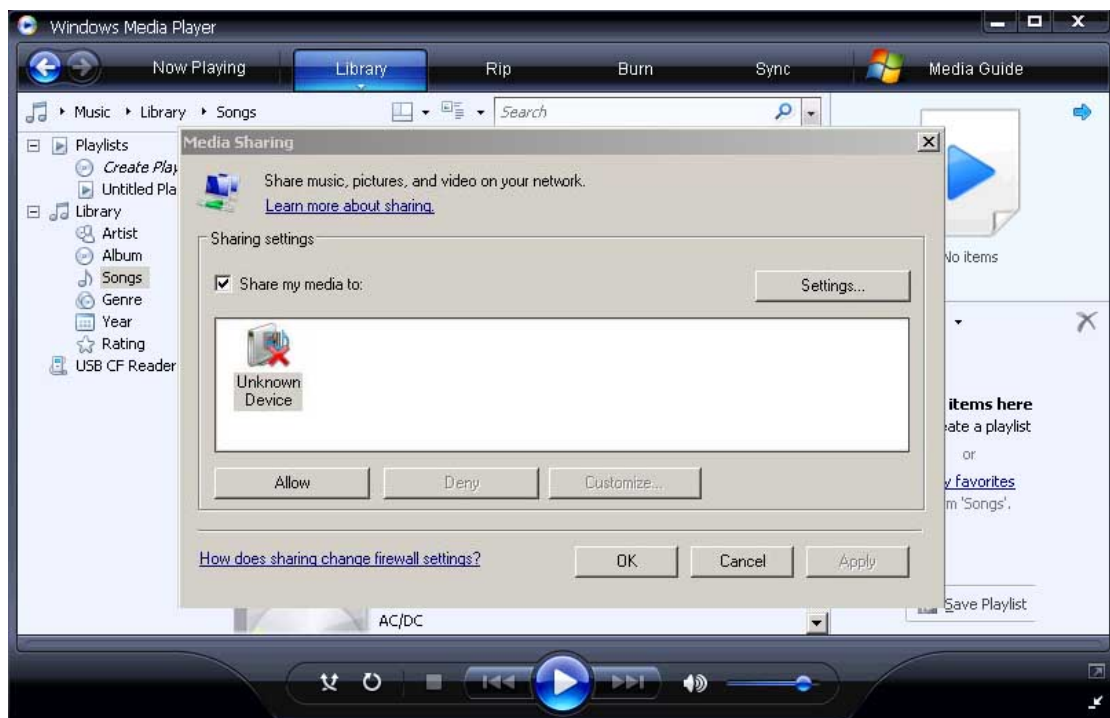 Windows Media Player
Now Playing
Library
Rip
Burn
Sync
Media Guide
Music Library Songs
Search
Playlists
Create Play
Untitled Pla
Library
Artist
Album
Songs
Genre
Year
Rating
USB CF Reader
Media Sharing
Share music, pictures, and video on your network.
Learn more about sharing.
Sharing settings
Share my media to:
Settings...
Unknown
Device
Allow
Deny
Customize...
How does sharing change firewall settings?
OK
Cancel
Apply
AC/DC
No items
items here
eate a playlist
or
y favorites
m 'Songs'.
Save Playlist